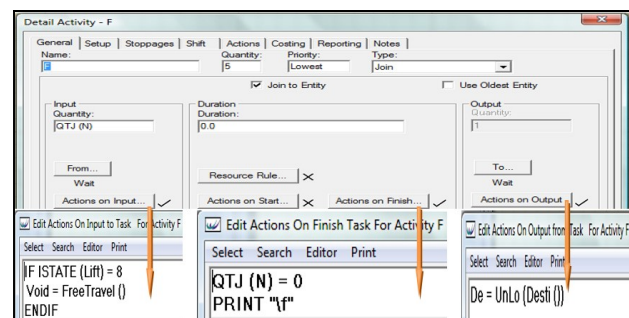 Detail Activity - F
General Setup Stoppages Shift Actions Costing Reporting Notes
Name: Quantity: Priority: Type:
F 5 Lowest Join
Join to Entity Use Oldest Entity
Input Duration Output
Quantity: Duration: Quantity:
QTJ (N) 0.0 1
From... To...
Wait Resource Rule... Wait
Actions on Input... Actions on Start... Actions on Finish... Actions on Output
Edit Actions On Input to Task For Activity F Edit Actions On Finish Task For Activity F Edit Actions On Output from Task For Activity F
Select Search Editor Print Select Search Editor Print Select Search Editor Print
IF ISTATE (Lift) = 8 QTJ (N) = 0
Void = FreeTravel () PRINT "\f" De = UnLo (Desti ())
ENDIF